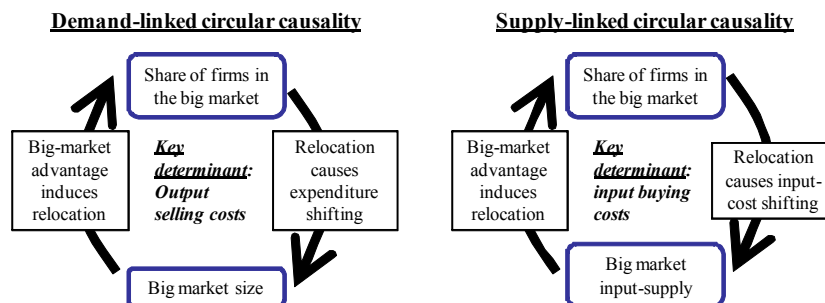 Demand-linked circular causality
Share of firms in
the big market
Big-market
advantage
induces
relocation
Key
determinant:
Output
selling costs
Relocation
causes
expenditure
shifting
Big market size
Supply-linked circular causality
Share of firms in
the big market
Big-market
advantage
induces
relocation
Key
determinant:
input buying
costs
Relocation
causes input-
cost shifting
Big market
input-supply